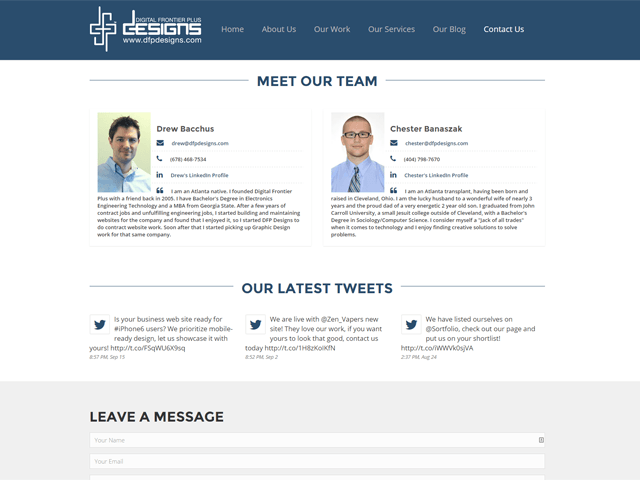 DIGITAL FRONTIER PLUS
DESIGNS
www.dfpdesigns.com
Home About Us Our Work Our Services Our Blog Contact Us
MEET OUR TEAM
Drew Bacchus
drew@dfpdesigns.com
(678) 468-7534
Drew's LinkedIn Profile
I am an Atlanta native. I founded Digital Frontier
Plus with a friend back in 2005. I have Bachelor's Degree in Electronics
Engineering Technology and a MBA from Georgia State. After a few years of
contract jobs and unfulfilling engineering jobs, I started building and maintaining
websites for the company and found that I enjoyed it, so I started DFP Designs to
do contract website work. Soon after that I started picking up Graphic Design
work for that same company.
Chester Banaszak
chester@dfpdesigns.com
(404) 798-7670
Chester's LinkedIn Profile
I am an Atlanta transplant, having been born and
raised in Cleveland, Ohio. I am the lucky husband to a wonderful wife of nearly 3
years and the proud dad of a very energetic 2 year old son. I graduated from John
Carroll University, a small Jesuit college outside of Cleveland, with a Bachelor's
Degree in Sociology/Computer Science. I consider myself a "Jack of all trades"
when it comes to technology and I enjoy finding creative solutions to solve
problems.
OUR LATEST TWEETS
Is your business web site ready for
#iPhone6 users? We prioritize mobile-
ready design, let us showcase it with
yours! http://t.co/FSqWU6X9sq
8:57 PM, Sep 15
We are live with @Zen_Vapers new
site! They love our work, if you want
yours to look that good, contact us
today http://t.co/1H8zKoIKfN
8:52 PM, Sep 2
We have listed ourselves on
@Sortfolio, check out our page and
put us on your shortlist!
http://t.co/iWWVk0sjVA
2:37 PM, Aug 24
LEAVE A MESSAGE
Your Name
Your Email